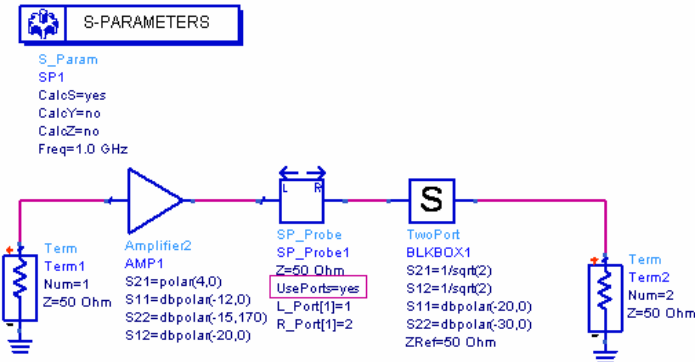 S-PARAMETERS
S_Param
SP1
CalcS=yes
CalcY=no
CalcZ=no
Freq=1.0 GHz
Term
Term1
Num=1
Z=50 Ohm
Amplifier2
AMP1
S21=polar(4,0)
S11=dbpolar(-12,0)
S22=dbpolar(-15,170)
S12=dbpolar(-20,0)
L R
SP_Probe
SP_Probe1
Z=50 Ohm
UsePorts=yes
L_Port[1]=1
R_Port[1]=2
S
TwoPort
BLKBOX1
S21=1/sqrt(2)
S12=1/sqrt(2)
S11=dbpolar(-20,0)
S22=dbpolar(-30,0)
ZRef=50 Ohm
Term
Term2
Num=2
Z=50 Ohm